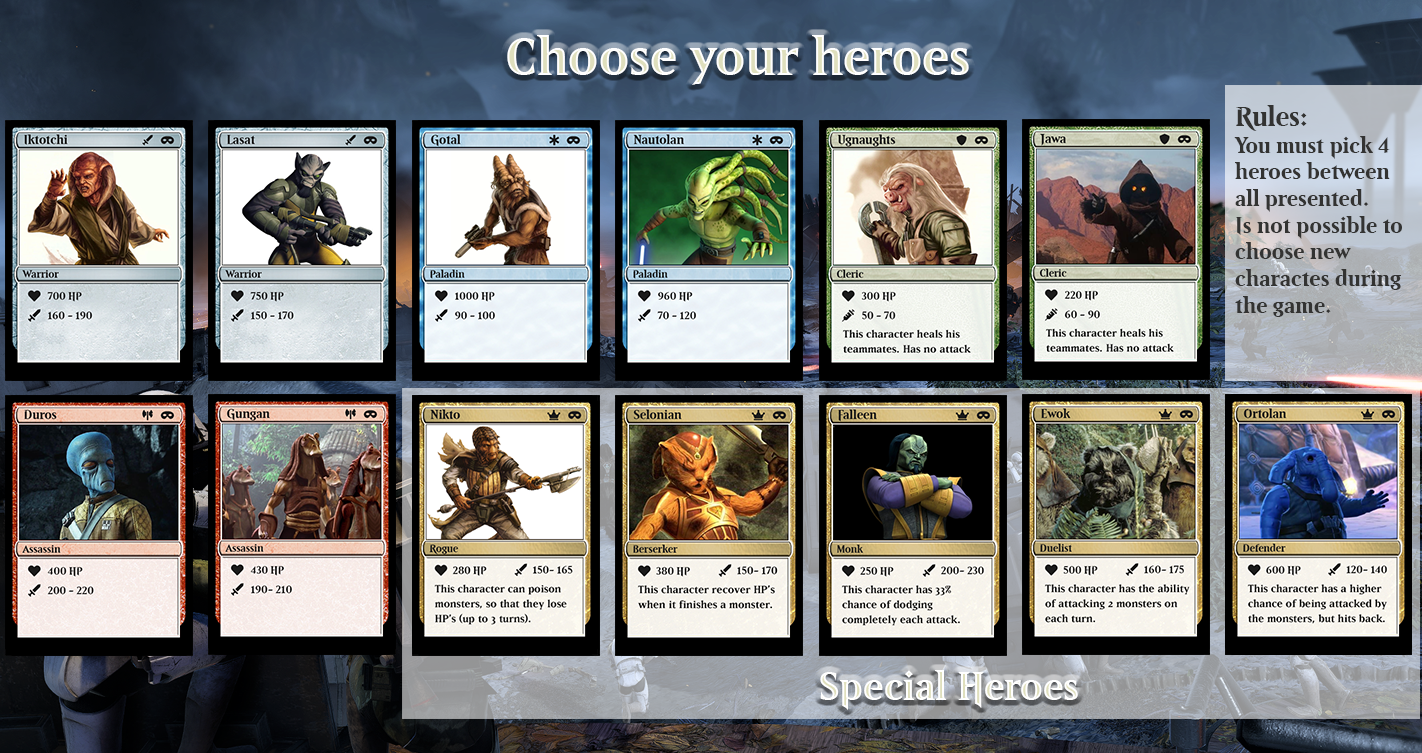 Choose your heroes
Iktotchi
Warrior
700 HP
160 - 190
Lasat
Warrior
750 HP
150 - 170
Gotal
Paladin
1000 HP
90 - 100
Nautolan
Paladin
960 HP
70 - 120
Ugnaughts
Cleric
300 HP
50 - 70
This character heals his
teammates. Has no attack
Jawa
Cleric
220 HP
60 - 90
This character heals his
teammates. Has no attack
Rules:
You must pick 4
heroes between
all presented.
Is not possible to
choose new
charactes during
the game.
Duros
Assassin
400 HP
200 - 220
Gungan
Assassin
430 HP
190- 210
Nikto
Rogue
280 HP 150- 165
This character can poison
monsters, so that they lose
HP's (up to 3 turns).
Selonian
Berserker
380 HP 150- 170
This character recover HP's
when it finishes a monster.
Falleen
Monk
250 HP 200- 230
This character has 33%
chance of dodging
completely each attack.
Ewok
Duelist
500 HP 160- 175
This character has the ability
of attacking 2 monsters on
each turn.
Ortolan
Defender
600 HP 120- 140
This character has a higher
chance of being attacked by
the monsters, but hits back.
Special Heroes